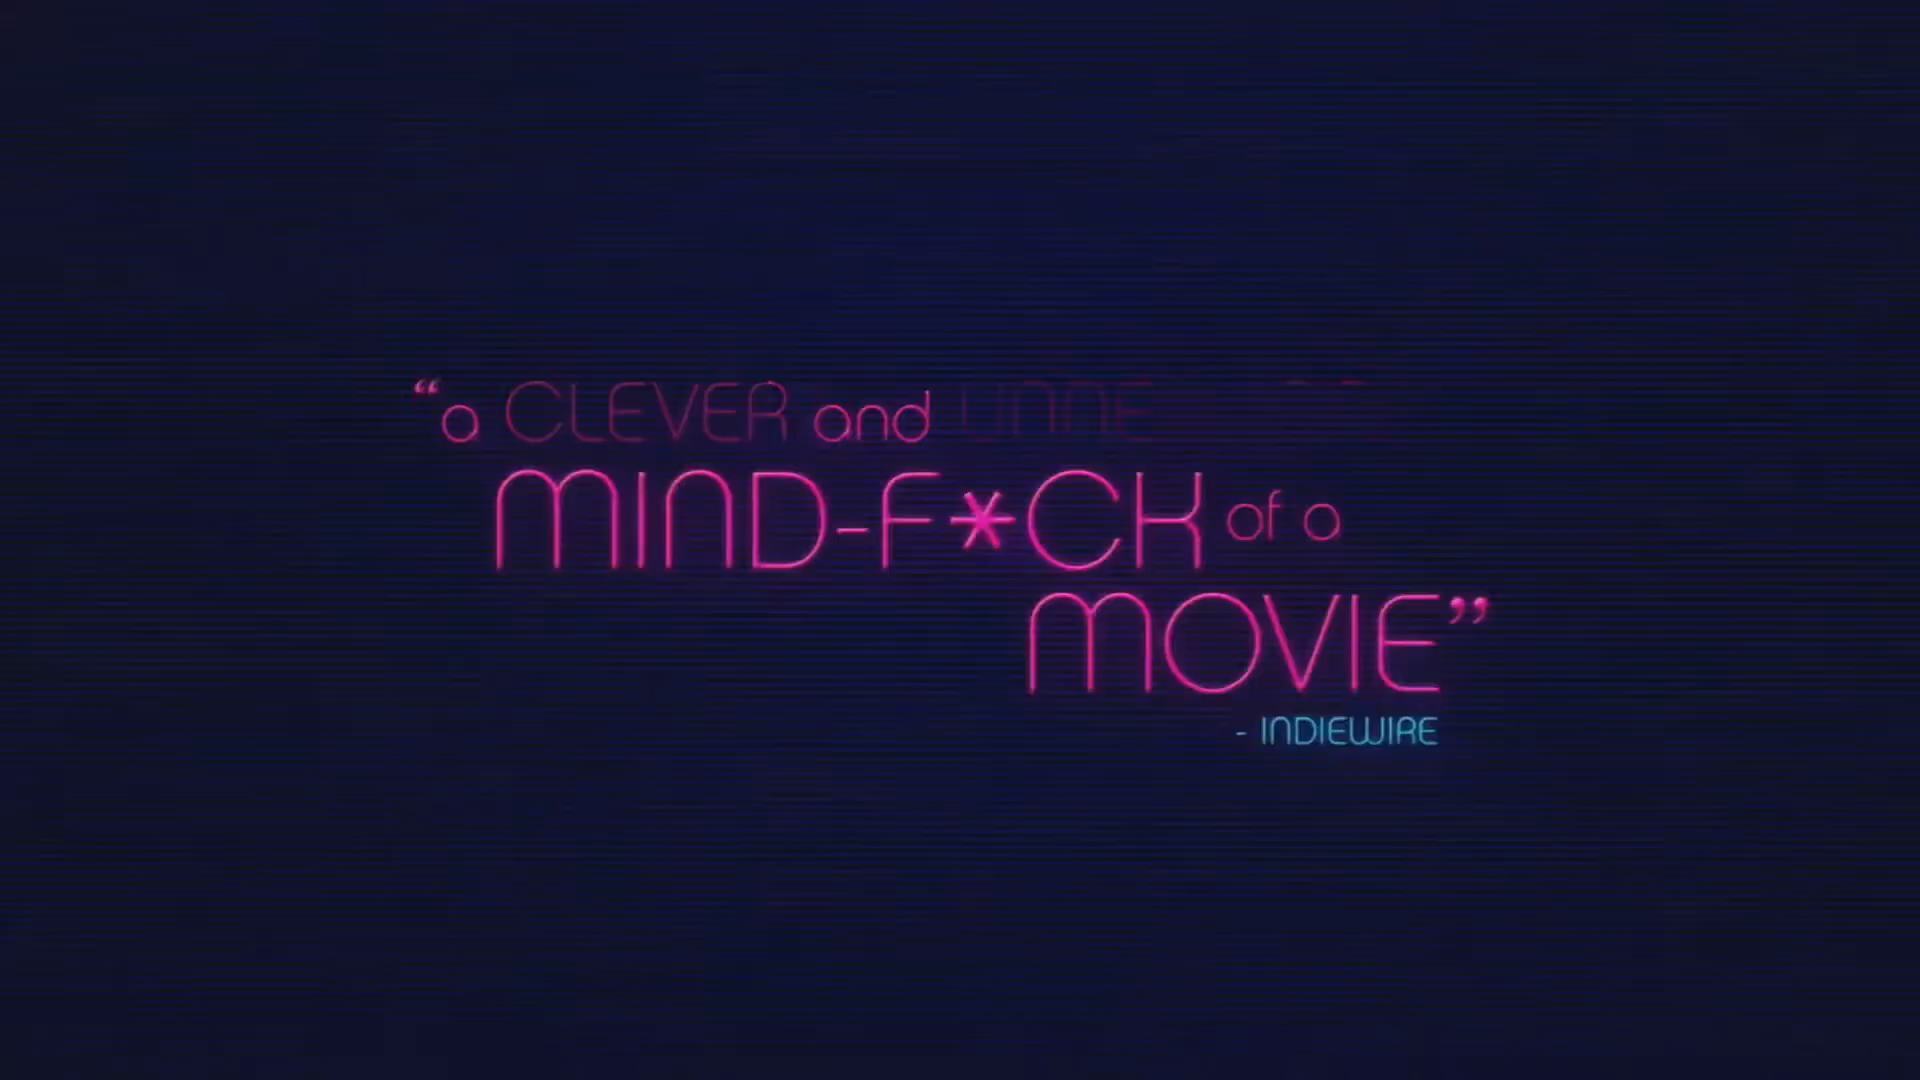 “a CLEVER and
MIND-F*CK of a
MOVIE”
- INDIEWIRE